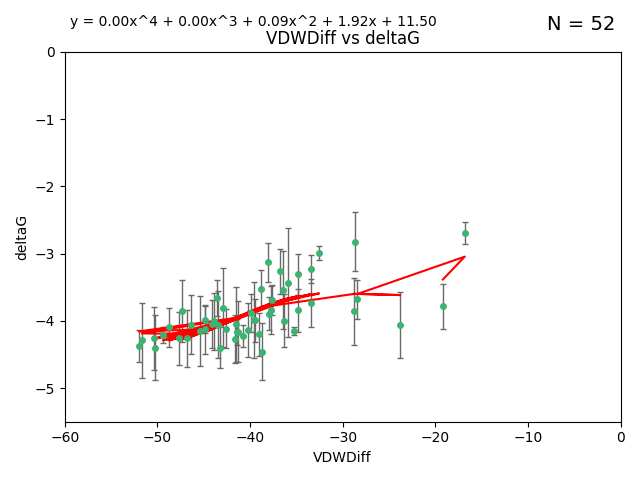 y = 0.00x^4 + 0.00x^3 + 0.09x^2 + 1.92x + 11.50
N = 52
VDWDiff vs deltaG
0
−1
−2
−3
−4
−5
deltaG
−60 −50 −40 −30 −20 −10 0
VDWDiff